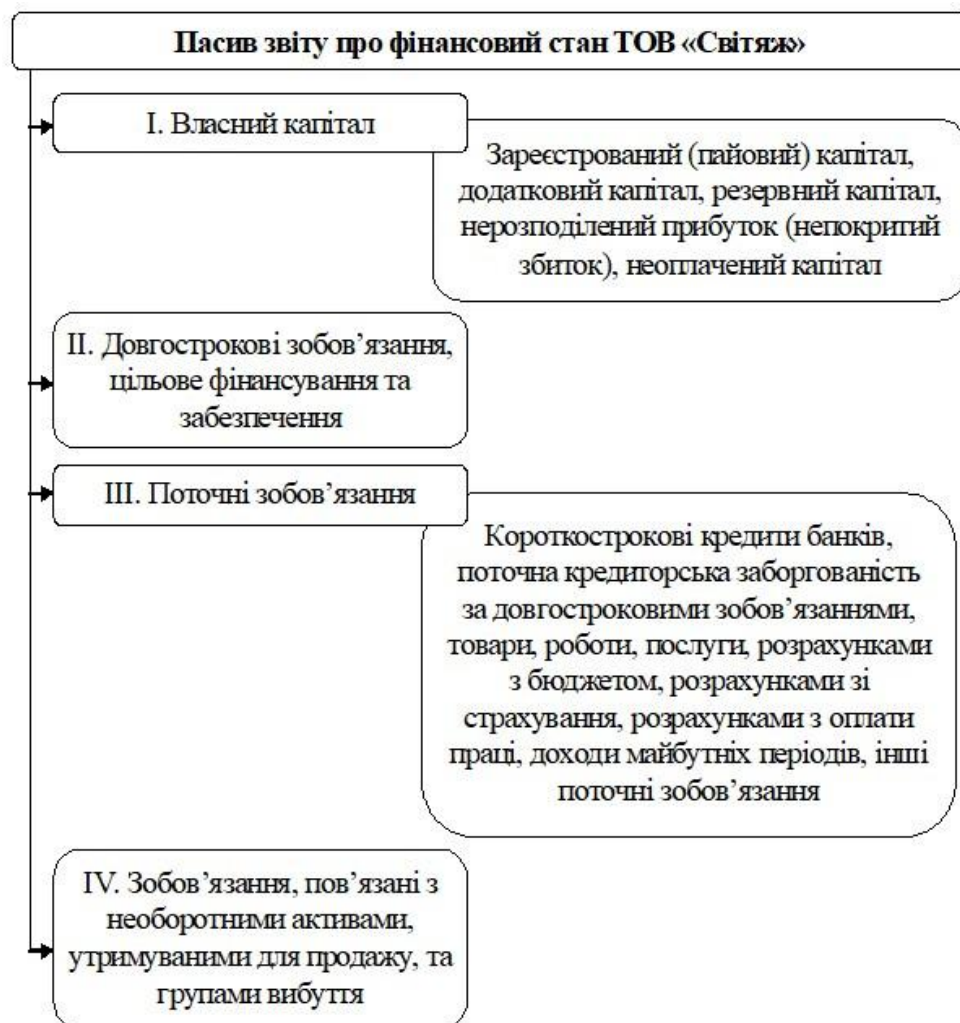 Пасив звіту про фінансовий стан ТОВ «Світяж»
І. Власний капітал
Зареєстрований (пайовий) капітал,
додатковий капітал, резервний капітал,
нерозподілений прибуток (непокритий
збиток), неоплачений капітал
ІІ. Довгострокові зобов’язання,
цільове фінансування та
забезпечення
ІІІ. Поточні зобов’язання
Короткострокові кредити банків,
поточна кредиторська заборгованість
за довгостроковими зобов’язаннями,
товари, роботи, послуги, розрахунками
з бюджетом, розрахунками зі
страхування, розрахунками з оплати
праці, доходи майбутніх періодів, інші
поточні зобов’язання
IV. Зобов’язання, пов’язані з
необоротними активами,
утримуваними для продажу, та
групами вибуття